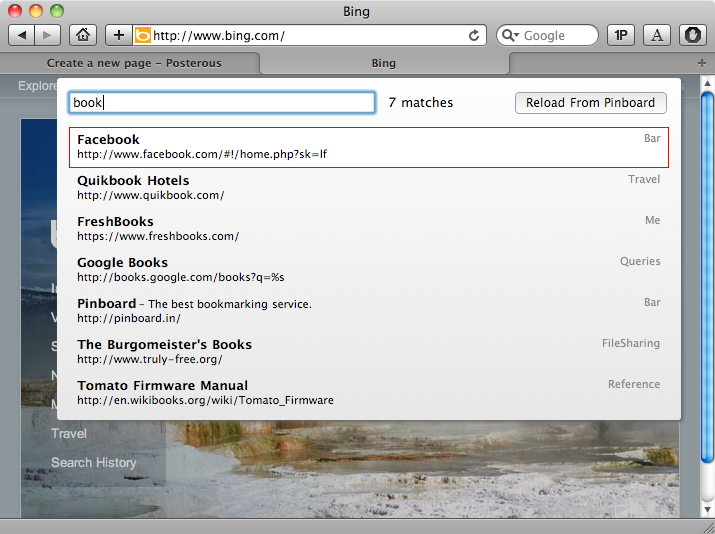 Bing
http://www.bing.com/
Google
1P
A
Create a new page – Posterous
Bing
Explore
book
7 matches
Reload From Pinboard
Facebook
Bar
http://www.facebook.com/#!/home.php?sk=lf
Quikbook Hotels
Travel
http://www.quikbook.com/
FreshBooks
Me
https://www.freshbooks.com/
Google Books
Queries
http://books.google.com/books?q=%s
Pinboard – The best bookmarking service.
Bar
http://pinboard.in/
The Burgomeister's Books
FileSharing
http://www.truly-free.org/
Tomato Firmware Manual
Reference
http://en.wikibooks.org/wiki/Tomato_Firmware
Travel
Search History